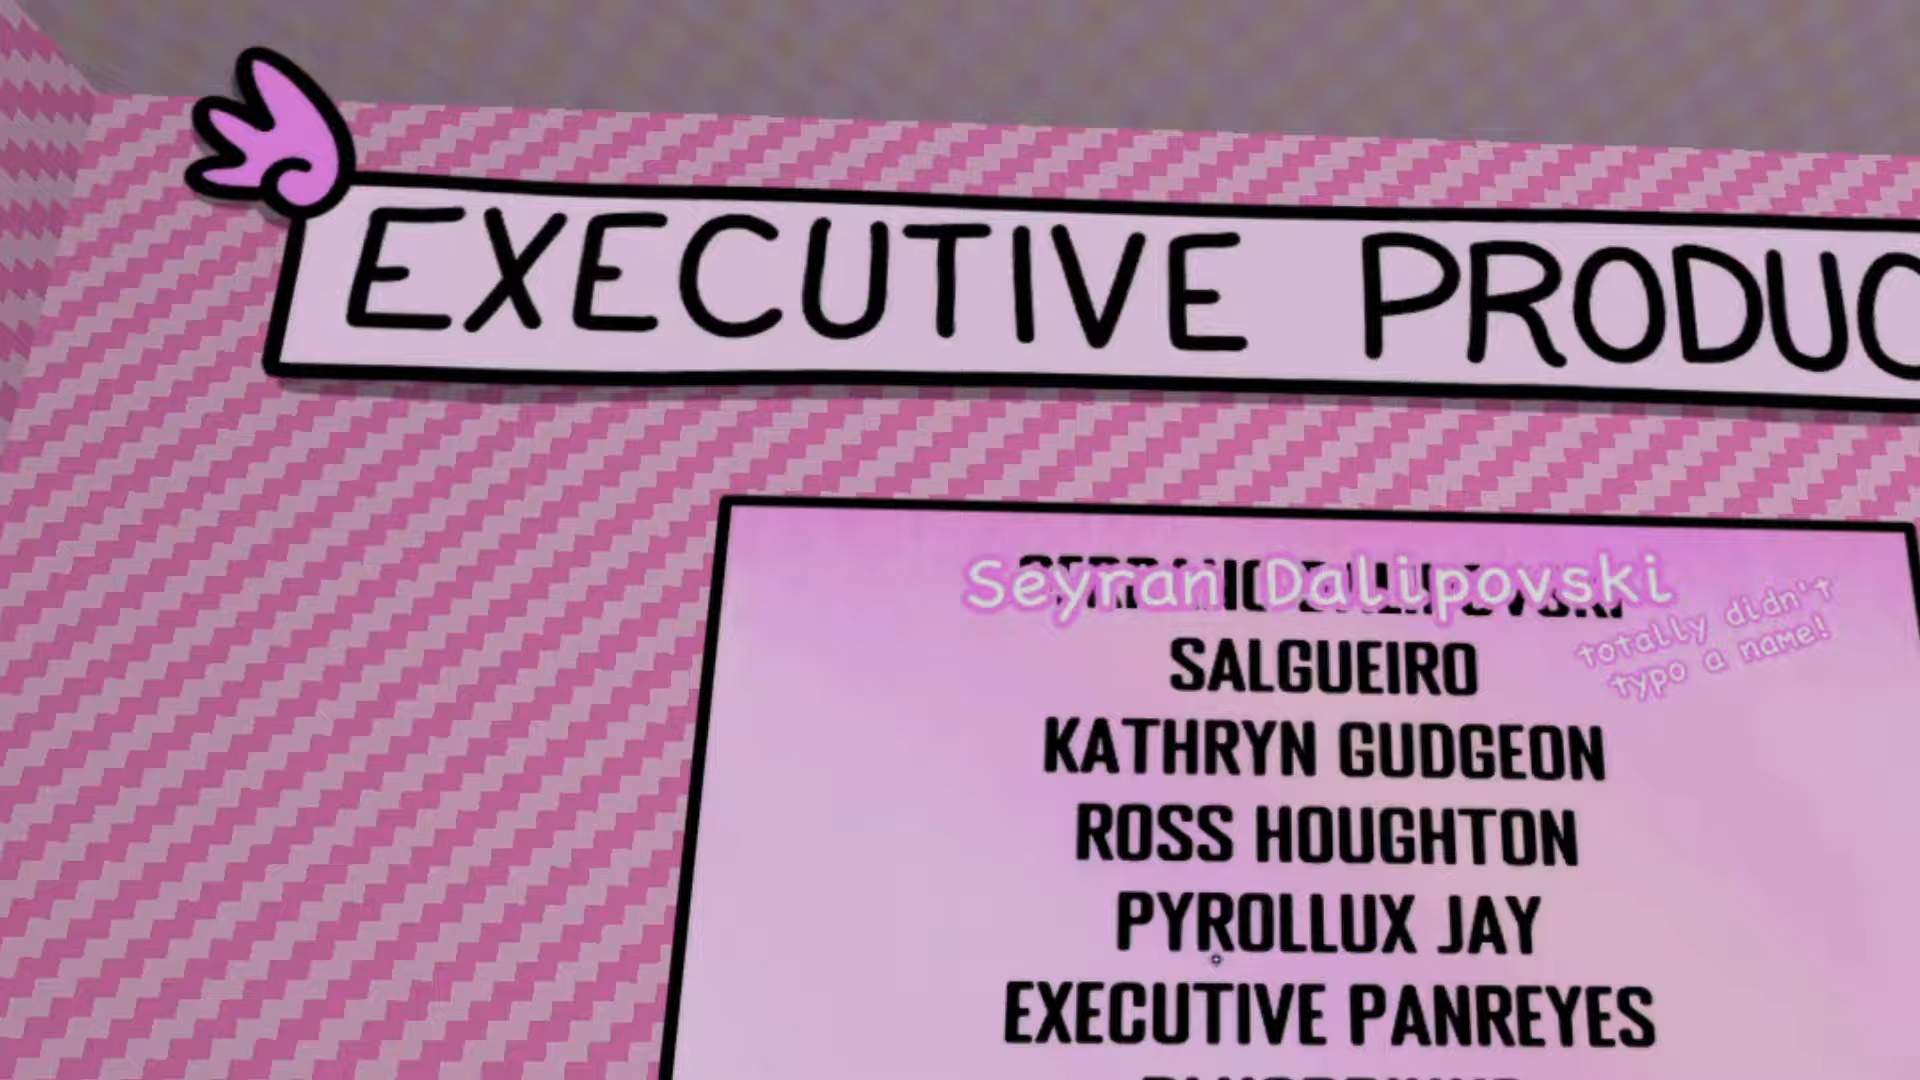 EXECUTIVE PRODUC
Seyran Dalipovski
totally didn't
typo a name!
SALGUEIRO
KATHRYN GUDGEON
ROSS HOUGHTON
PYROLLUX JAY
EXECUTIVE PANREYES